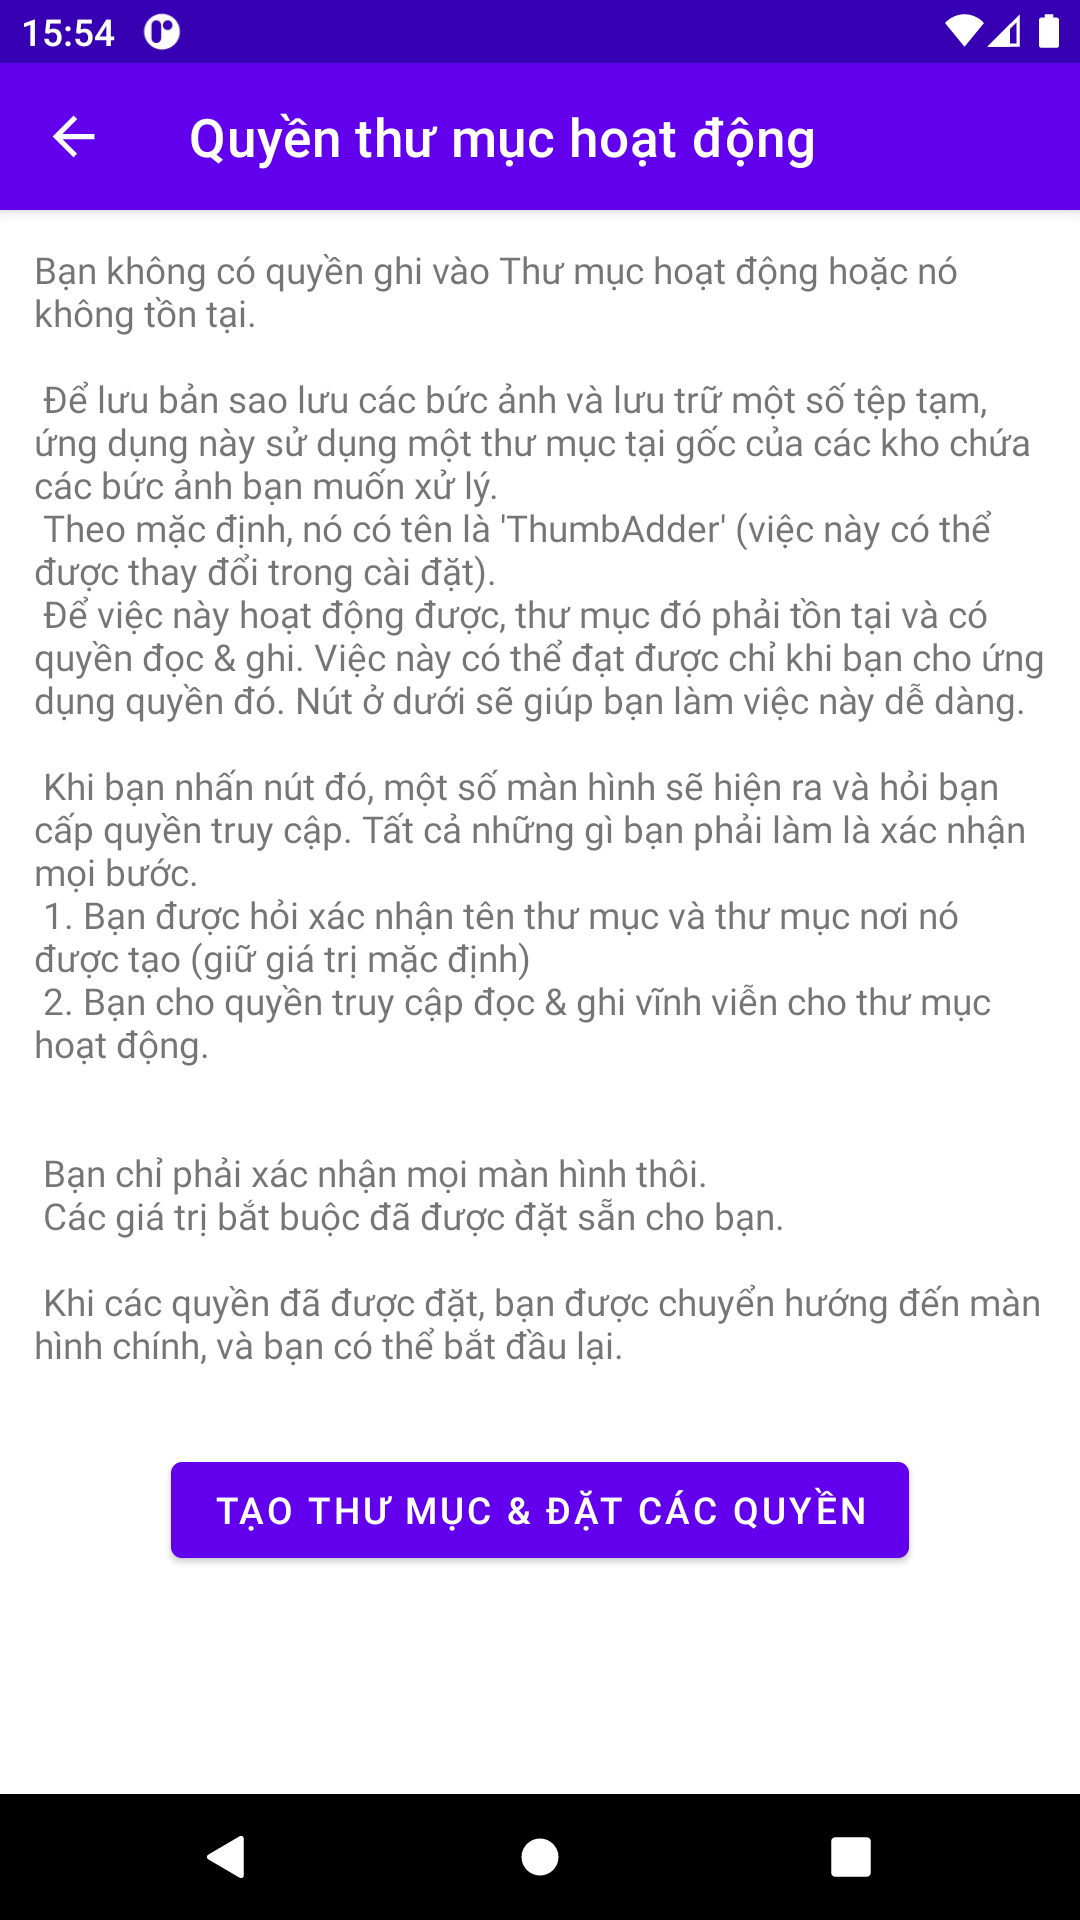 15:54
Quyền thư mục hoạt động
Bạn không có quyền ghi vào Thư mục hoạt động hoặc nó
không tồn tại.
Để lưu bản sao lưu các bức ảnh và lưu trữ một số tệp tạm,
ứng dụng này sử dụng một thư mục tại gốc của các kho chứa
các bức ảnh bạn muốn xử lý.
Theo mặc định, nó có tên là 'ThumbAdder' (việc này có thể
được thay đổi trong cài đặt).
Để việc này hoạt động được, thư mục đó phải tồn tại và có
quyền đọc & ghi. Việc này có thể đạt được chỉ khi bạn cho ứng
dụng quyền đó. Nút ở dưới sẽ giúp bạn làm việc này dễ dàng.
Khi bạn nhấn nút đó, một số màn hình sẽ hiện ra và hỏi bạn
cấp quyền truy cập. Tất cả những gì bạn phải làm là xác nhận
mọi bước.
1. Bạn được hỏi xác nhận tên thư mục và thư mục nơi nó
được tạo (giữ giá trị mặc định)
2. Bạn cho quyền truy cập đọc & ghi vĩnh viễn cho thư mục
hoạt động.
Bạn chỉ phải xác nhận mọi màn hình thôi.
Các giá trị bắt buộc đã được đặt sẵn cho bạn.
Khi các quyền đã được đặt, bạn được chuyển hướng đến màn
hình chính, và bạn có thể bắt đầu lại.
TẠO THƯ MỤC & ĐẶT CÁC QUYỀN